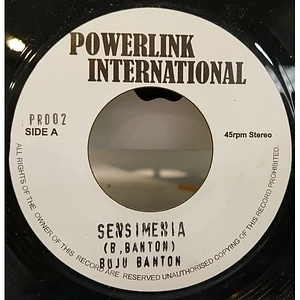 POWERLINK
INTERNATIONAL
PR002
SIDE A
45rpm Stereo
SENSIMENIA
(B, BANTON)
BUJU BANTON
ALL RIGHTS OF THE OWNER OF THIS RECORD ARE RESERVED UNAUTHORISED COPYING OF THIS RECORD PROHIBITED